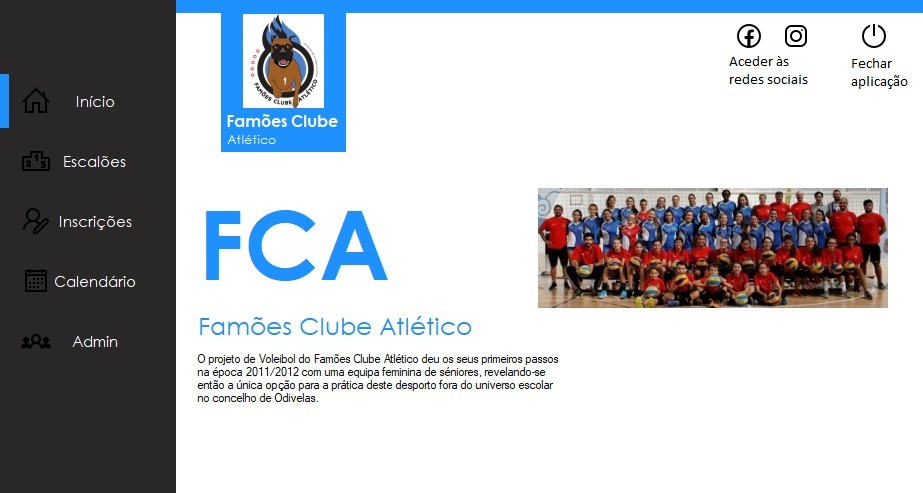 Início
Escalões
Inscrições
Calendário
Admin
FAMÕES CLUBE ATLÉTICO
Famões Clube
Atlético
Aceder às
redes sociais
Fechar
aplicação
FCA
Famões Clube Atlético
O projeto de Voleibol do Famões Clube Atlético deu os seus primeiros passos
na época 2011/2012 com uma equipa feminina de séniores, revelando-se
então a única opção para a prática deste desporto fora do universo escolar
no concelho de Odivelas.